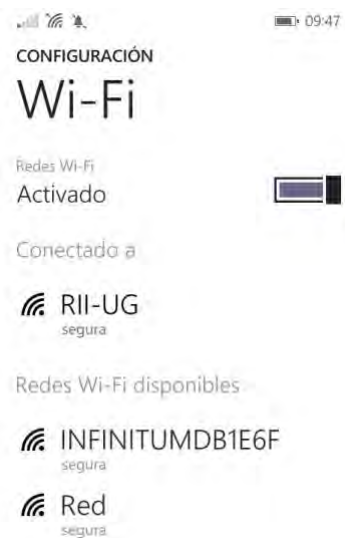 09:47
CONFIGURACIÓN
Wi-Fi
Redes Wi-Fi
Activado
Conectado a
RII-UG
segura
Redes Wi-Fi disponibles
INFINITUMDB1E6F
segura
Red
segura